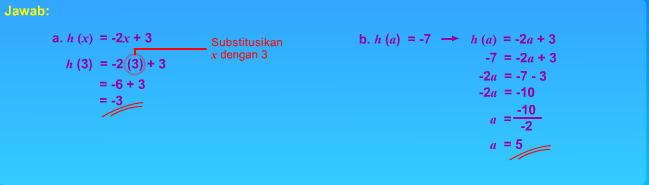 Jawab:
a. h (x) = -2x + 3
h (3) = -2 (3) + 3
= -6 + 3
= -3
Substitusikan
x dengan 3
b. h (a) = -7 → h (a) = -2a + 3
-7 = -2a + 3
-2a = -7 - 3
-2a = -10
a = -10/-2
a = 5